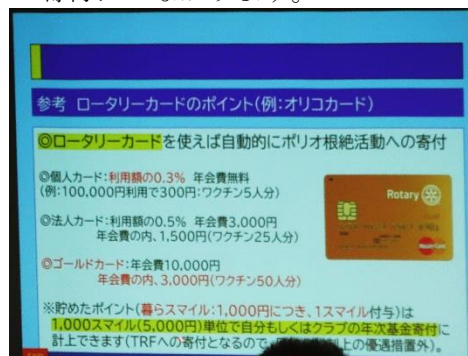 参考 ロータリーカードのポイント(例:オリコカード)
◎ロータリーカードを使えば自動的にポリオ根絶活動への寄付
◎個人カード:利用額の0.3% 年会費無料
(例:100,000円利用で300円:ワクチン5人分)
◎法人カード:利用額の0.5% 年会費3,000円
年会費の内、1,500円(ワクチン25人分)
◎ゴールドカード:年会費10,000円
年会費の内、3,000円(ワクチン50人分)
Rotary
MasterCard
※貯めたポイント(暮らスマイル:1,000円につき、1スマイル付与)は
1,000スマイル(5,000円)単位で自分もしくはクラブの年次基金寄付に
計上できます(TRFへの寄付となるので、上の優遇措置外)。